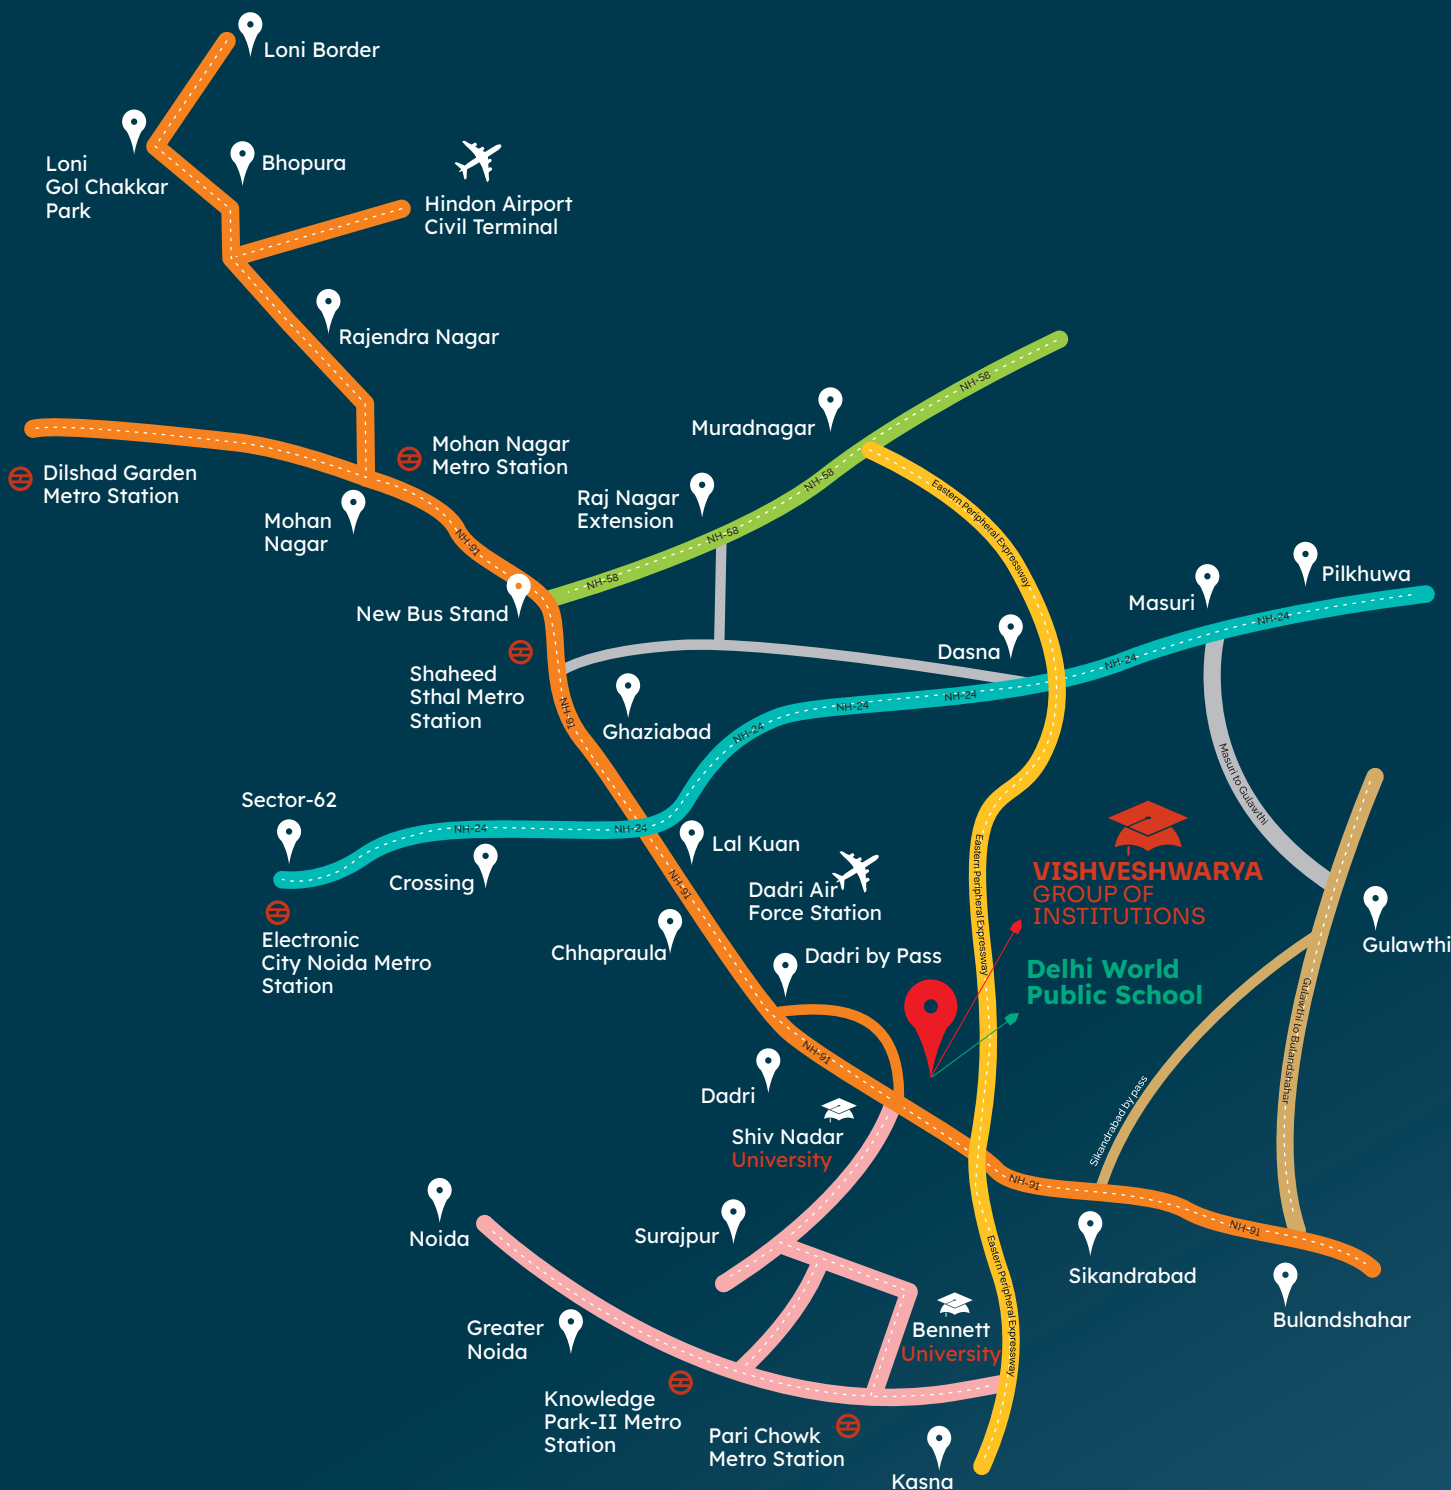 Loni Border
Loni
Gol Chakkar
Park
Bhopura
Hindon Airport
Civil Terminal
Rajendra Nagar
NH-58
Muradnagar
Mohan Nagar
Metro Station
Dilshad Garden
Metro Station
NH-58
Raj Nagar
Extension
Eastern Peripheral Expressway
Mohan
Nagar
NH-91
NH-58
NH-58
New Bus Stand
Pilkhuwa
Masuri
NH-24
Dasna
NH-24
Shaheed
Sthal Metro
Station
NH-91
Ghaziabad
NH-24
NH-24
NH-24
Masuri to Gulawthi
Sector-62
NH-24
NH-24
Lal Kuan
Crossing
NH-91
Dadri Air
Force Station
Eastern Peripheral Expressway
VISHVESHWARYA
GROUP OF
INSTITUTIONS
Gulawthi
Electronic
City Noida Metro
Station
Chhapraula
Dadri by Pass
Delhi World
Public School
Gulawthi to Bulandshahar
NH-91
Dadri
Sikandrabad by pass
Shiv Nadar
University
NH-91
Noida
Surajpur
NH-91
Eastern Peripheral Expressway
Sikandrabad
Bulandshahar
Greater
Noida
Bennett
University
Knowledge
Park-II Metro
Station
Pari Chowk
Metro Station
Kasna